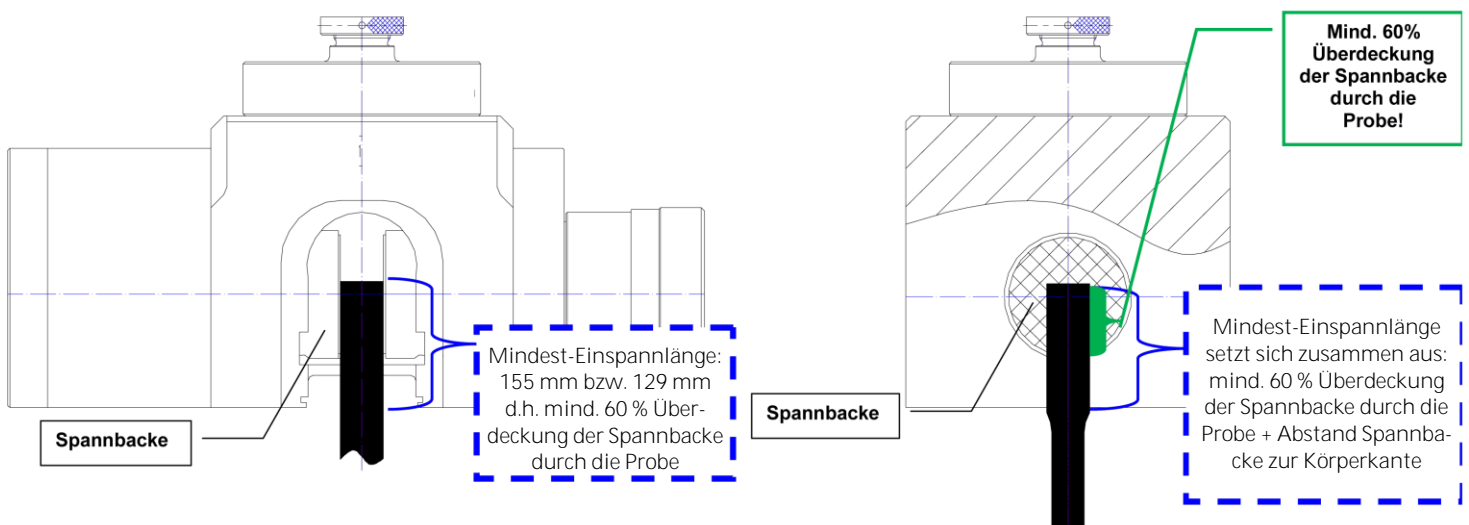 Spannbacke
Mindest-Einspannlänge:
155 mm bzw. 129 mm
d.h. mind. 60 % Über-
deckung der Spannbacke
durch die Probe
Mind. 60%
Überdeckung
der Spannbacke
durch die
Probe!
Spannbacke
Mindest-Einspannlänge
setzt sich zusammen aus:
mind. 60 % Überdeckung
der Spannbacke durch die
Probe + Abstand Spannba-
cke zur Körperkante